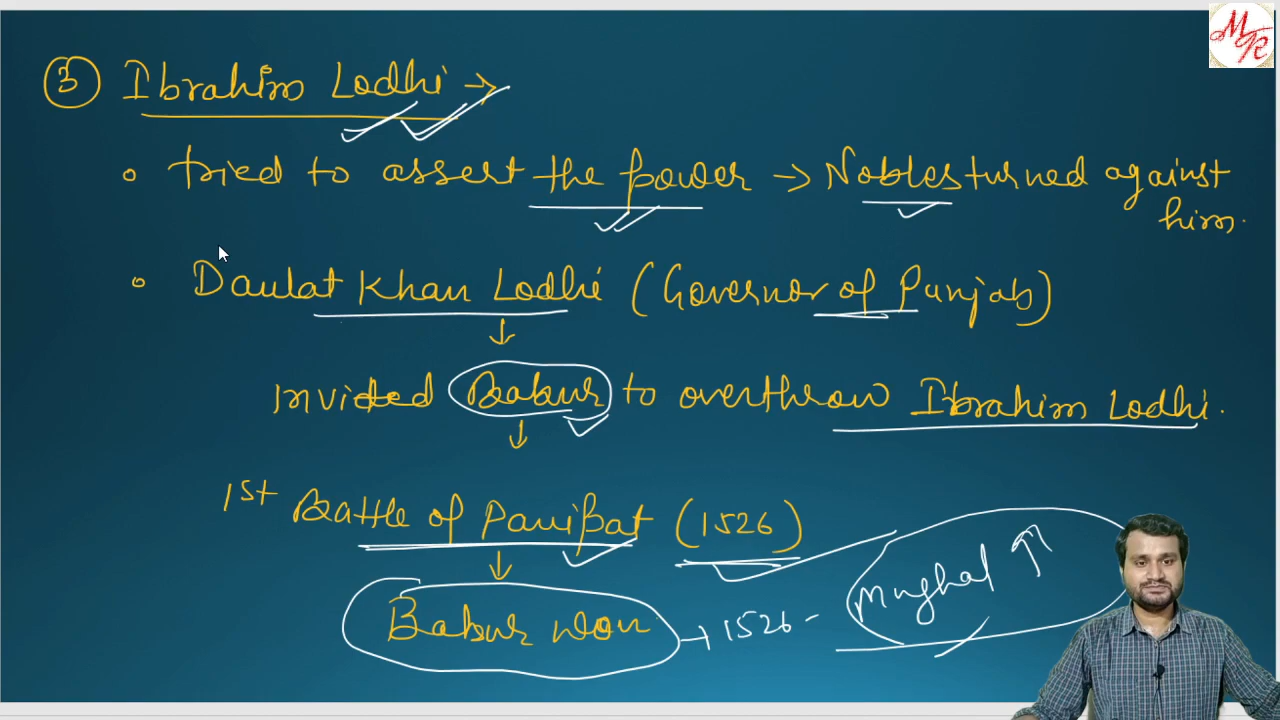 MR
③ Ibrahim Lodhi →
• tried to assert the power → Nobles turned against
him.
• Daulat Khan Lodhi (Governor of Punjab)
↓
invited Babur to overthrow Ibrahim Lodhi.
↓
1st Battle of Panipat (1526)
↓
Babur won → 1526 - Mughal ↑